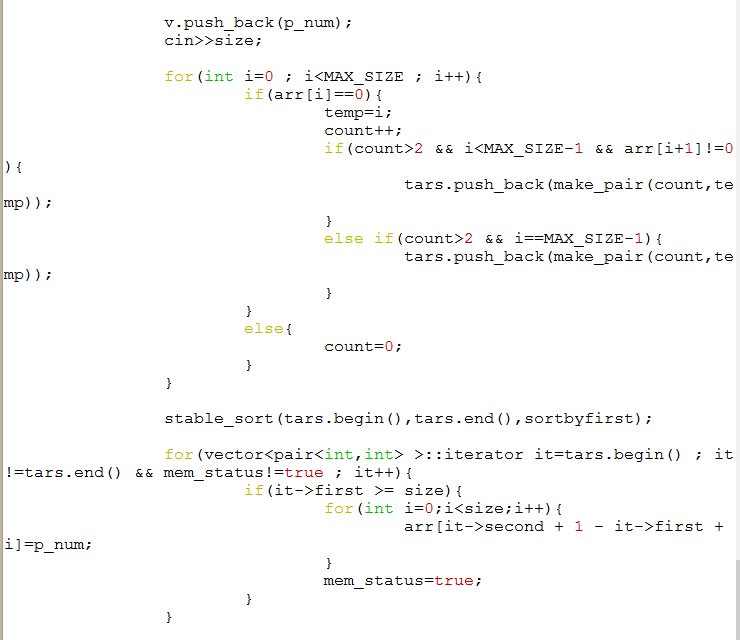 v.push_back(p_num);
cin>>size;
for(int i=0 ; i<MAX_SIZE ; i++){
if(arr[i]==0){
temp=i;
count++;
if(count>2 && i<MAX_SIZE-1 && arr[i+1]!=0
){
tars.push_back(make_pair(count,te
mp));
}
else if(count>2 && i==MAX_SIZE-1){
tars.push_back(make_pair(count,te
mp));
}
}
else{
count=0;
}
}
stable_sort(tars.begin(),tars.end(),sortbyfirst);
for(vector<pair<int,int> >::iterator it=tars.begin() ; it
!=tars.end() && mem_status!=true ; it++){
if(it->first >= size){
for(int i=0;i<size;i++){
arr[it->second + 1 - it->first +
i]=p_num;
}
mem_status=true;
}
}